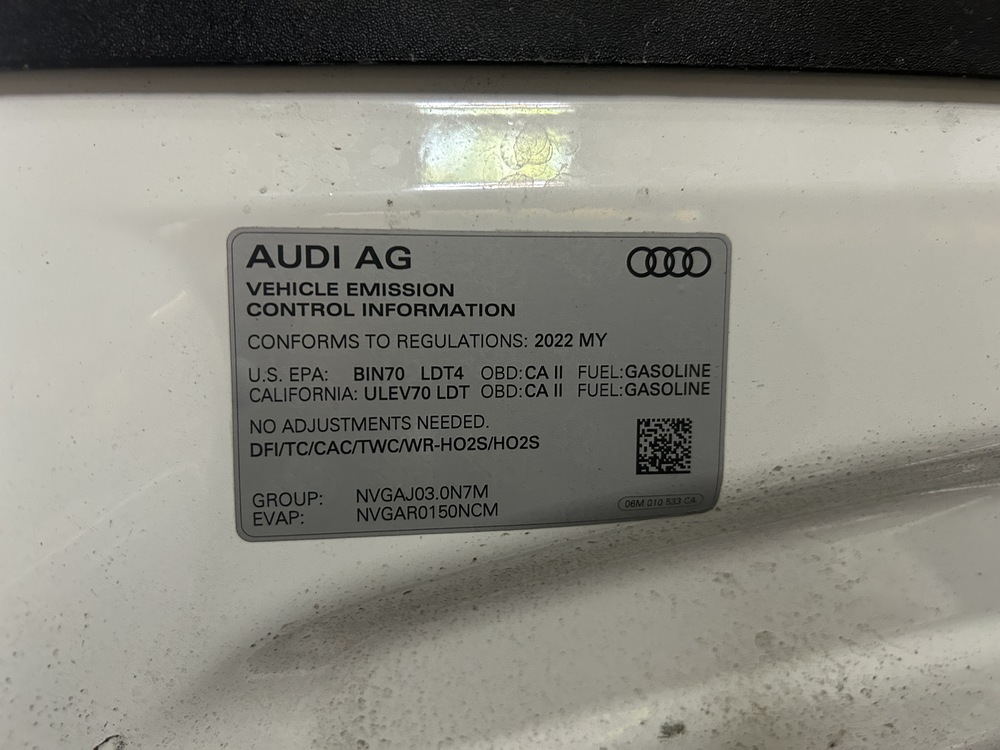 AUDI AG
VEHICLE EMISSION
CONTROL INFORMATION
CONFORMS TO REGULATIONS: 2022 MY
U.S. EPA: BIN70 LDT4 OBD:CA II FUEL:GASOLINE
CALIFORNIA: ULEV70 LDT OBD:CA II FUEL:GASOLINE
NO ADJUSTMENTS NEEDED.
DFI/TC/CAC/TWC/WR-HO2S/HO2S
GROUP: NVGAJ03.0N7M
EVAP: NVGAR0150NCM
06M 010 533 CA